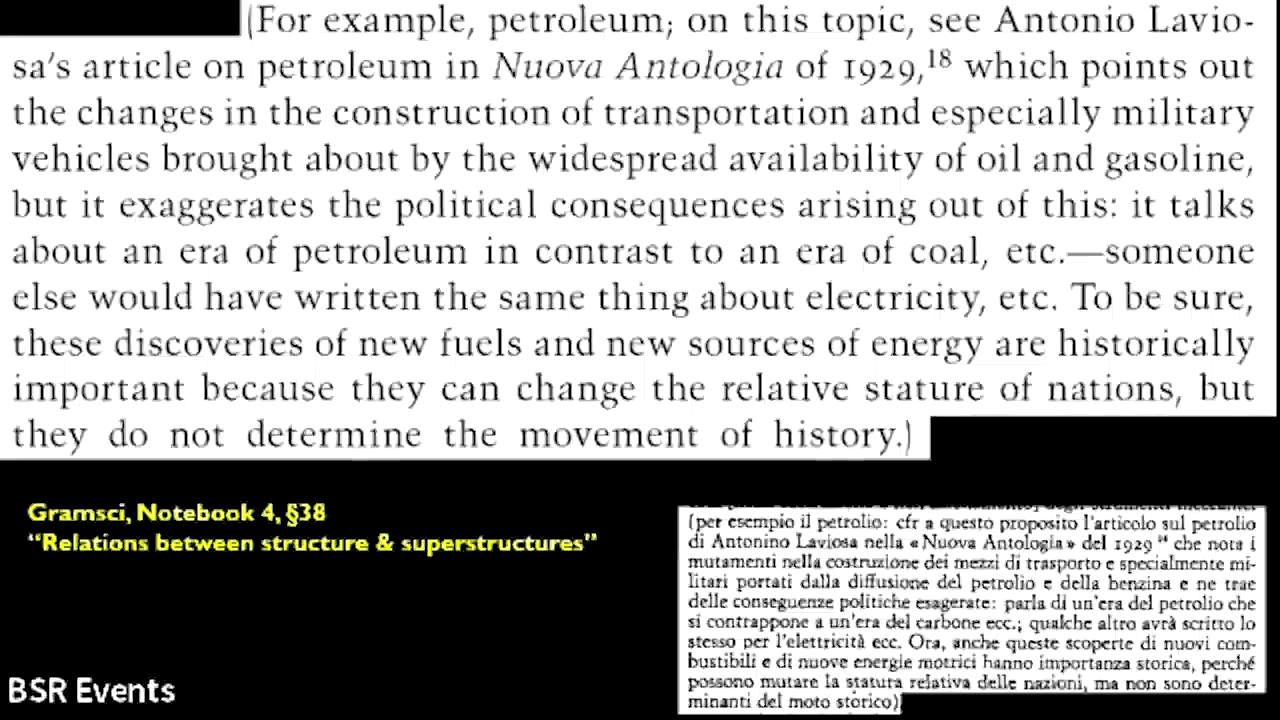 (For example, petroleum; on this topic, see Antonio Lavio-
sa's article on petroleum in Nuova Antologia of 1929,18 which points out
the changes in the construction of transportation and especially military
vehicles brought about by the widespread availability of oil and gasoline,
but it exaggerates the political consequences arising out of this: it talks
about an era of petroleum in contrast to an era of coal, etc.—someone
else would have written the same thing about electricity, etc. To be sure,
these discoveries of new fuels and new sources of energy are historically
important because they can change the relative stature of nations, but
they do not determine the movement of history.)
Gramsci, Notebook 4, §38
“Relations between structure & superstructures”
(per esempio il petrolio: cfr a questo proposito l'articolo sul petrolio
di Antonino Laviosa nella «Nuova Antologia» del 1929 che nota i
mutamenti nella costruzione dei mezzi di trasporto e specialmente mi-
litari portati dalla diffusione del petrolio e della benzina e ne trae
delle conseguenze politiche esagerate: parla di un'era del petrolio che
si contrappone a un'era del carbone ecc.; qualche altro avrà scritto lo
stesso per l'elettricità ecc. Ora, anche queste scoperte di nuovi com-
bustibili e di nuove energie motrici hanno importanza storica, perché
possono mutare la statura relativa delle nazioni, ma non sono deter-
minanti del moto storico)
BSR Events